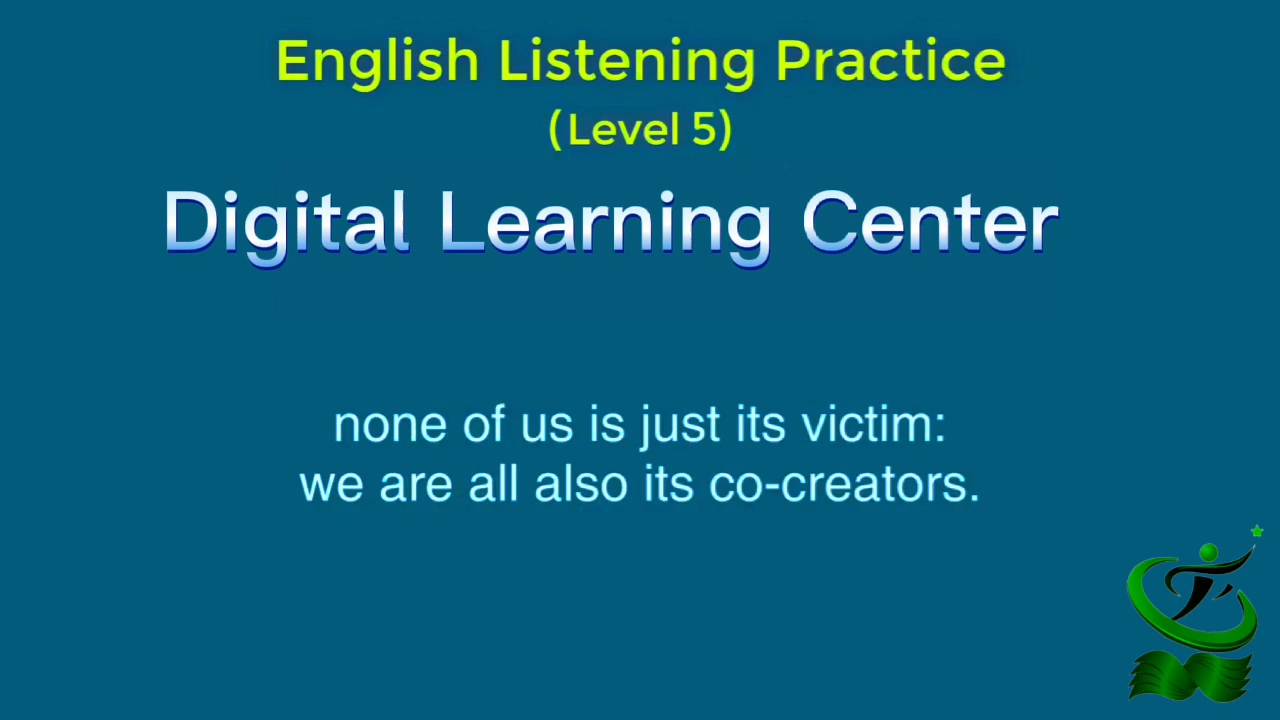 English Listening Practice
(Level 5)
Digital Learning Center
none of us is just its victim:
we are all also its co-creators.